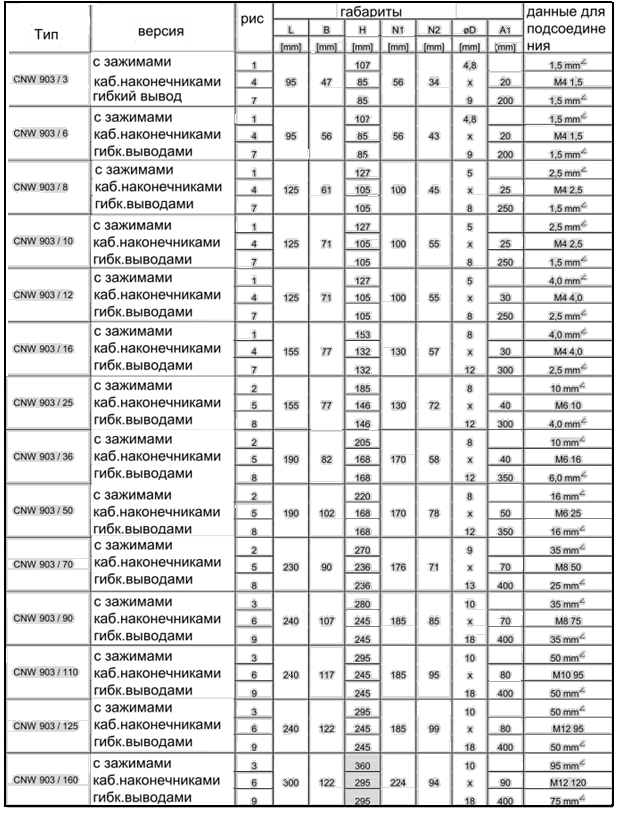 Тип версия рис габариты данные для подсоединения
L B H N1 N2 øD A1
[mm] [mm] [mm] [mm] [mm] [mm] [mm]
CNW 903 / 3 с зажимами 1 95 47 107 56 34 4,8 1,5 mm²
каб.наконечниками 4 85 x 20 M4 1,5
гибкий вывод 7 85 9 200 1,5 mm²
CNW 903 / 6 с зажимами 1 95 56 107 56 43 4,8 1,5 mm²
каб.наконечниками 4 85 x 20 M4 1,5
гибк.выводами 7 85 9 200 1,5 mm²
CNW 903 / 8 с зажимами 1 125 61 127 100 45 5 2,5 mm²
каб.наконечниками 4 105 x 25 M4 2,5
гибк.выводами 7 105 8 250 1,5 mm²
CNW 903 / 10 с зажимами 1 125 71 127 100 55 5 2,5 mm²
каб.наконечниками 4 105 x 25 M4 2,5
гибк.выводами 7 105 8 250 1,5 mm²
CNW 903 / 12 с зажимами 1 125 71 127 100 55 5 4,0 mm²
каб.наконечниками 4 105 x 30 M4 4,0
гибк.выводами 7 105 8 250 2,5 mm²
CNW 903 / 16 с зажимами 1 155 77 153 130 57 8 4,0 mm²
каб.наконечниками 4 132 x 30 M4 4,0
гибк.выводами 7 132 12 300 2,5 mm²
CNW 903 / 25 с зажимами 2 155 77 185 130 72 8 10 mm²
каб.наконечниками 5 146 x 40 M6 10
гибк.выводами 8 146 12 300 4,0 mm²
CNW 903 / 36 с зажимами 2 190 82 205 170 58 8 10 mm²
каб.наконечниками 5 168 x 40 M6 16
гибк.выводами 8 168 12 350 6,0 mm²
CNW 903 / 50 с зажимами 2 190 102 220 170 78 8 16 mm²
каб.наконечниками 5 168 x 50 M6 25
гибк.выводами 8 168 12 350 16 mm²
CNW 903 / 70 с зажимами 2 230 90 270 176 71 9 35 mm²
каб.наконечниками 5 236 x 70 M8 50
гибк.выводами 8 236 13 400 25 mm²
CNW 903 / 90 с зажимами 3 240 107 280 185 85 10 35 mm²
каб.наконечниками 6 245 x 70 M8 75
гибк.выводами 9 245 18 400 35 mm²
CNW 903 / 110 с зажимами 3 240 117 295 185 95 10 50 mm²
каб.наконечниками 6 245 x 80 M10 95
гибк.выводами 9 245 18 400 50 mm²
CNW 903 / 125 с зажимами 3 240 122 295 185 99 10 50 mm²
каб.наконечниками 6 245 x 80 M12 95
гибк.выводами 9 245 18 400 50 mm²
CNW 903 / 160 с зажимами 3 300 122 360 224 94 10 95 mm²
каб.наконечниками 6 295 x 90 M12 120
гибк.выводами 9 295 18 400 75 mm²